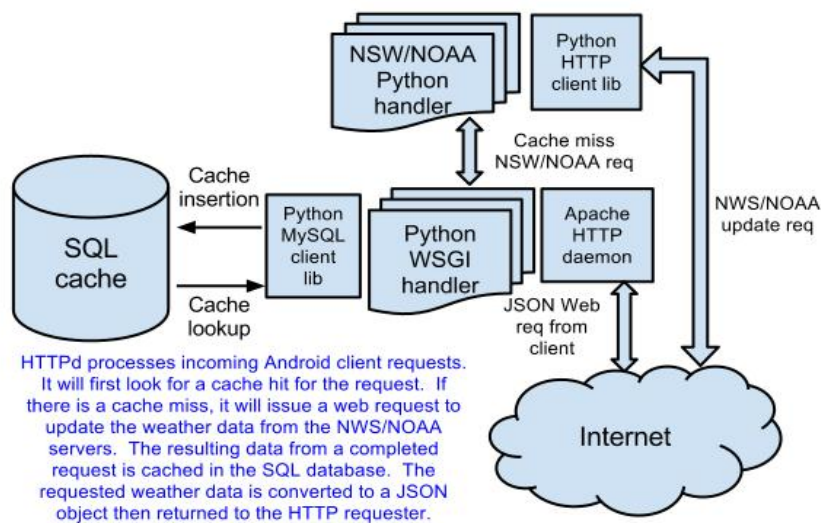 NSW/NOAA
Python
handler
Python
HTTP
client lib
Cache miss
NSW/NOAA req
NWS/NOAA
update req
Cache
insertion
SQL
cache
Cache
lookup
Python
MySQL
client
lib
Python
WSGI
handler
Apache
HTTP
daemon
JSON Web
req from
client
Internet
HTTPd processes incoming Android client requests.
It will first look for a cache hit for the request. If
there is a cache miss, it will issue a web request to
update the weather data from the NWS/NOAA
servers. The resulting data from a completed
request is cached in the SQL database. The
requested weather data is converted to a JSON
object then returned to the HTTP requester.